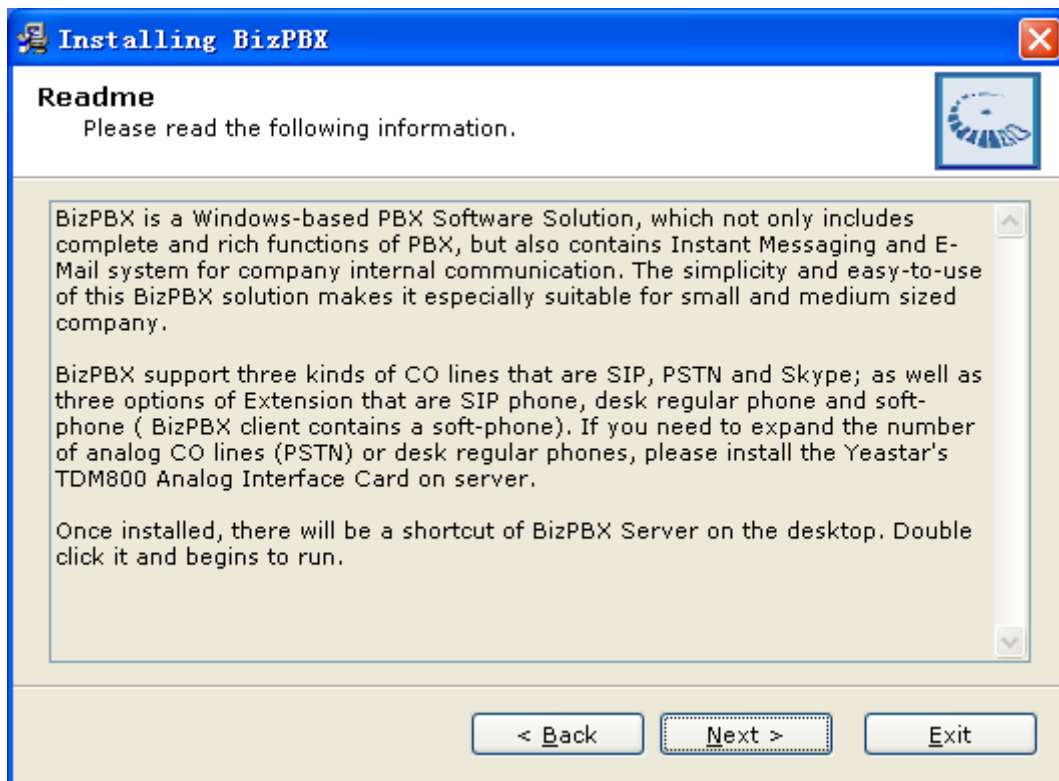 Installing BizPBX
Readme
Please read the following information.
BizPBX is a Windows-based PBX Software Solution, which not only includes
complete and rich functions of PBX, but also contains Instant Messaging and E-
Mail system for company internal communication. The simplicity and easy-to-use
of this BizPBX solution makes it especially suitable for small and medium sized
company.
BizPBX support three kinds of CO lines that are SIP, PSTN and Skype; as well as
three options of Extension that are SIP phone, desk regular phone and soft-
phone ( BizPBX client contains a soft-phone). If you need to expand the number
of analog CO lines (PSTN) or desk regular phones, please install the Yeastar's
TDM800 Analog Interface Card on server.
Once installed, there will be a shortcut of BizPBX Server on the desktop. Double
click it and begins to run.
< Back
Next >
Exit